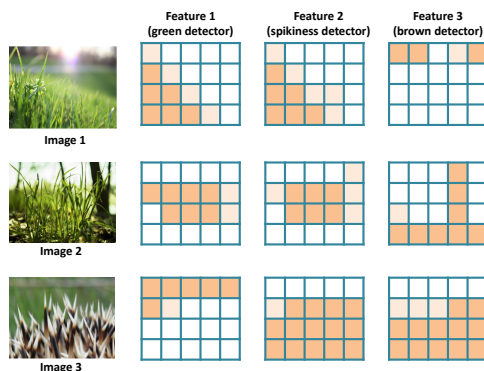 Feature 1
(green detector)
Feature 2
(spikiness detector)
Feature 3
(brown detector)
Image 1
Image 2
Image 3